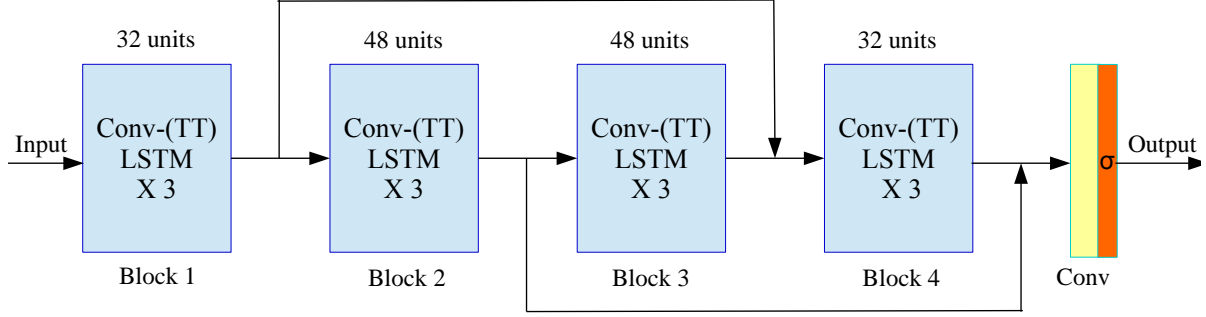 32 units
48 units
48 units
32 units
Input
Conv-(TT)
LSTM
X 3
Conv-(TT)
LSTM
X 3
Conv-(TT)
LSTM
X 3
Conv-(TT)
LSTM
X 3
σ
Output
Block 1
Block 2
Block 3
Block 4
Conv